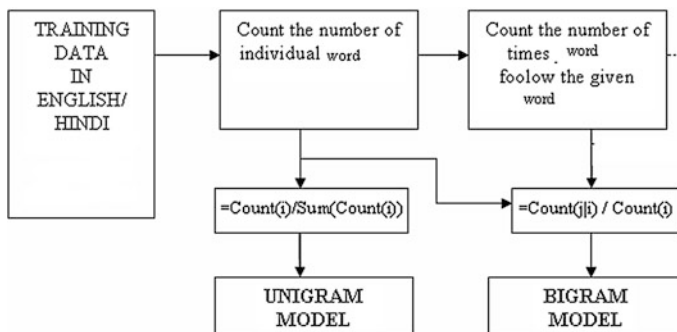 TRAINING
DATA
IN
ENGLISH/
HINDI
Count the number of
individual word
Count the number of
times . word
foolow the given
word
=Count(i)/Sum(Count(i))
=Count(j|i) / Count(i)
UNIGRAM
MODEL
BIGRAM
MODEL